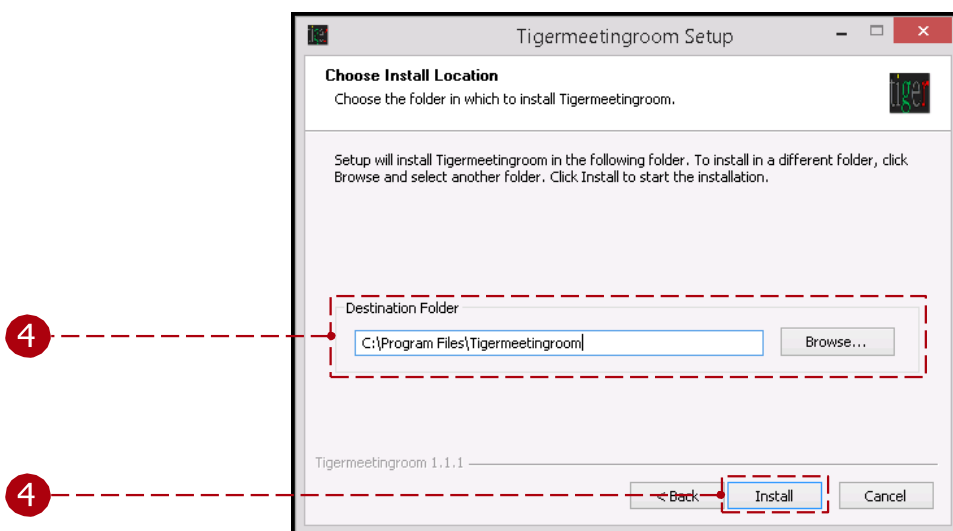 Tigermeetingroom Setup
Choose Install Location
Choose the folder in which to install Tigermeetingroom.
tiger
Setup will install Tigermeetingroom in the following folder. To install in a different folder, click
Browse and select another folder. Click Install to start the installation.
Destination Folder
4
C:\Program Files\Tigermeetingroom
Browse...
Tigermeetingroom 1.1.1
4
< Back
Install
Cancel